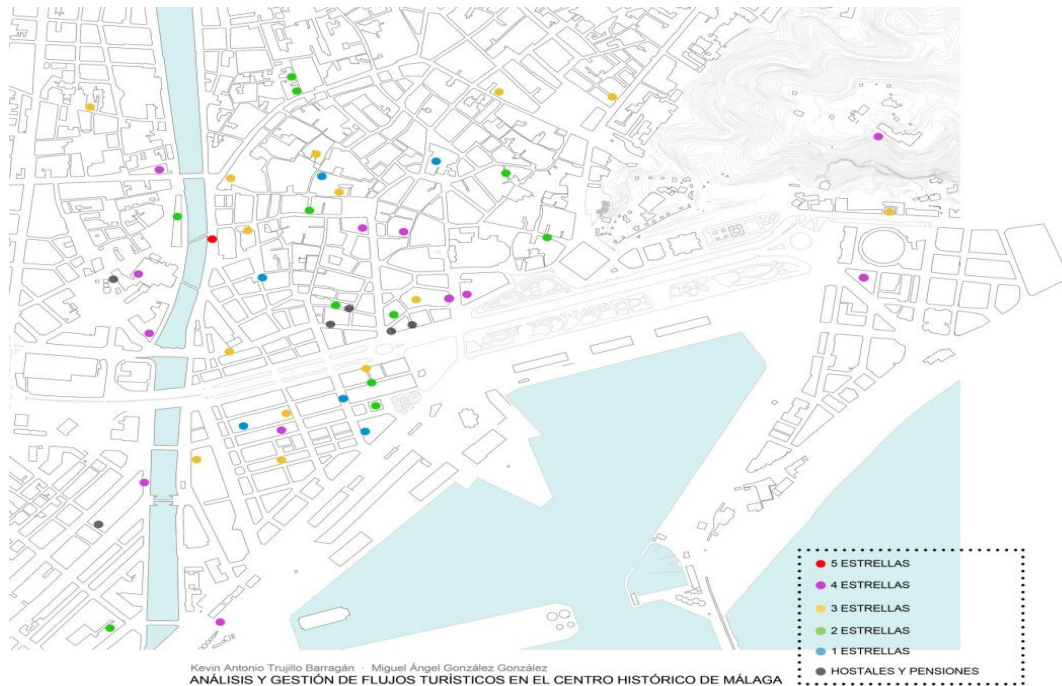 5 ESTRELLAS
4 ESTRELLAS
3 ESTRELLAS
2 ESTRELLAS
1 ESTRELLAS
HOSTALES Y PENSIONES
Kevin Antonio Trujillo Barragán · Miguel Ángel González González
ANÁLISIS Y GESTIÓN DE FLUJOS TURÍSTICOS EN EL CENTRO HISTÓRICO DE MÁLAGA